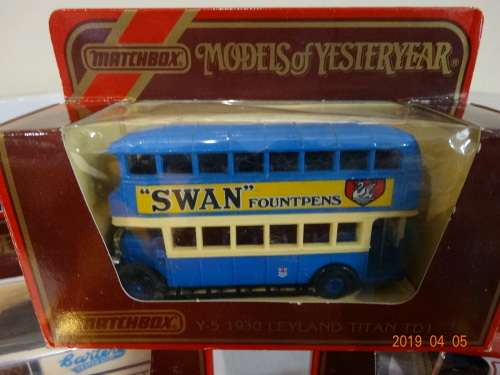 MATCHBOX
MODELS of YESTERYEAR®
"SWAN" FOUNTPENS
MATCHBOX
Y-5 1930 LEYLAND TITAN TD1
2019 04 05